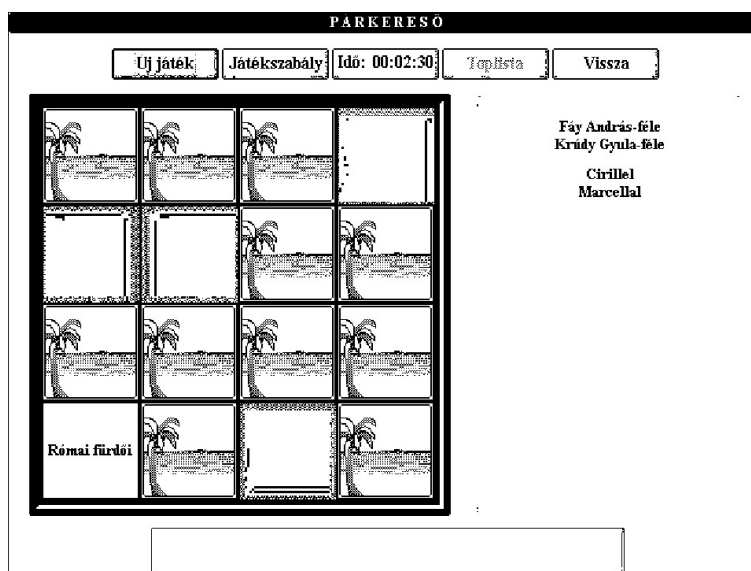 PÁRKERESŐ
Új játék
Játékszabály
Idő: 00:02:30
Toplista
Vissza
Fáy András-féle
Krúdy Gyula-féle
Cirillel
Marcellal
Római fürdői